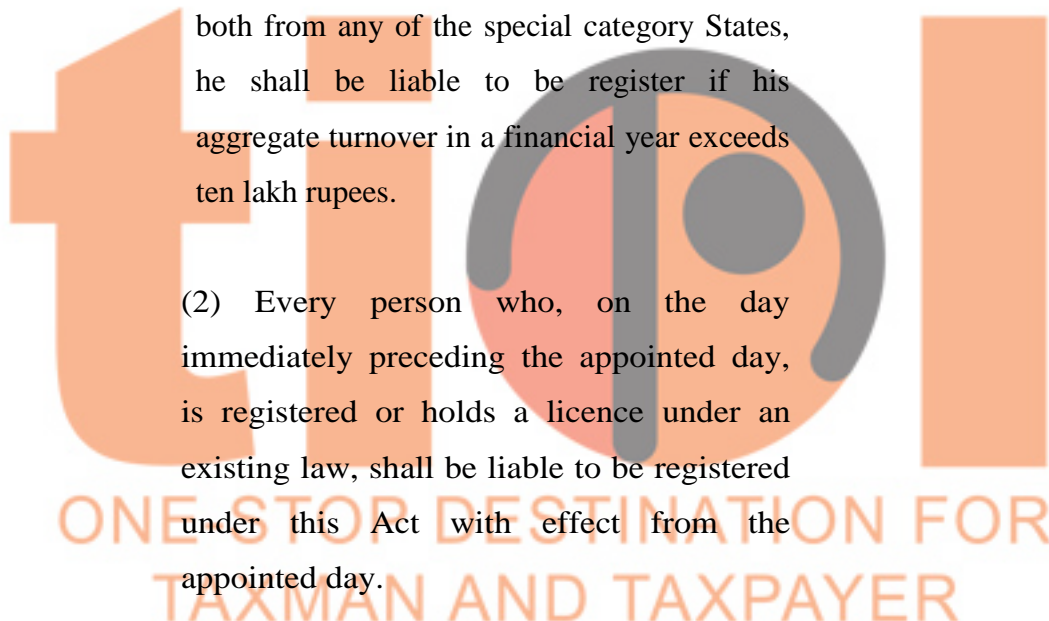 both from any of the special category States,
he shall be liable to be register if his
aggregate turnover in a financial year exceeds
ten lakh rupees.
(2) Every person who, on the day
immediately preceding the appointed day,
is registered or holds a licence under an
existing law, shall be liable to be registered
under this Act with effect from the
appointed day.
tiol
ONE STOP DESTINATION FOR
TAXMAN AND TAXPAYER